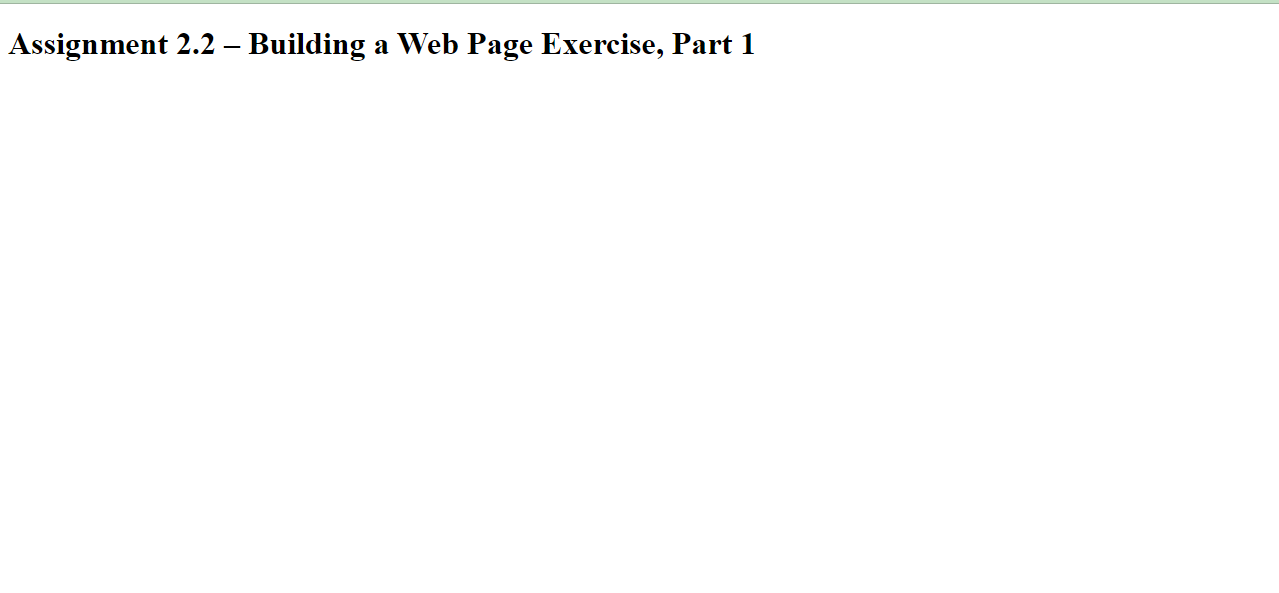 Assignment 2.2 – Building a Web Page Exercise, Part 1